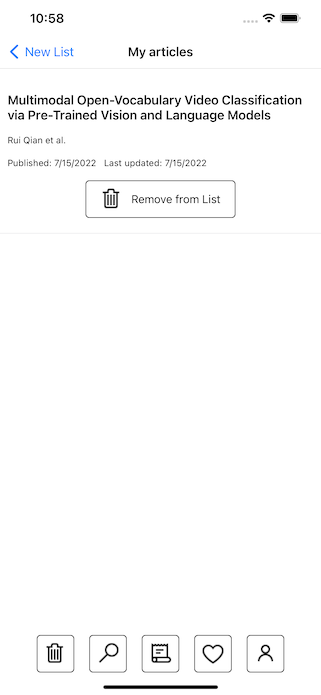 10:58
New List
My articles
Multimodal Open-Vocabulary Video Classification
via Pre-Trained Vision and Language Models
Rui Qian et al.
Published: 7/15/2022 Last updated: 7/15/2022
Remove from List